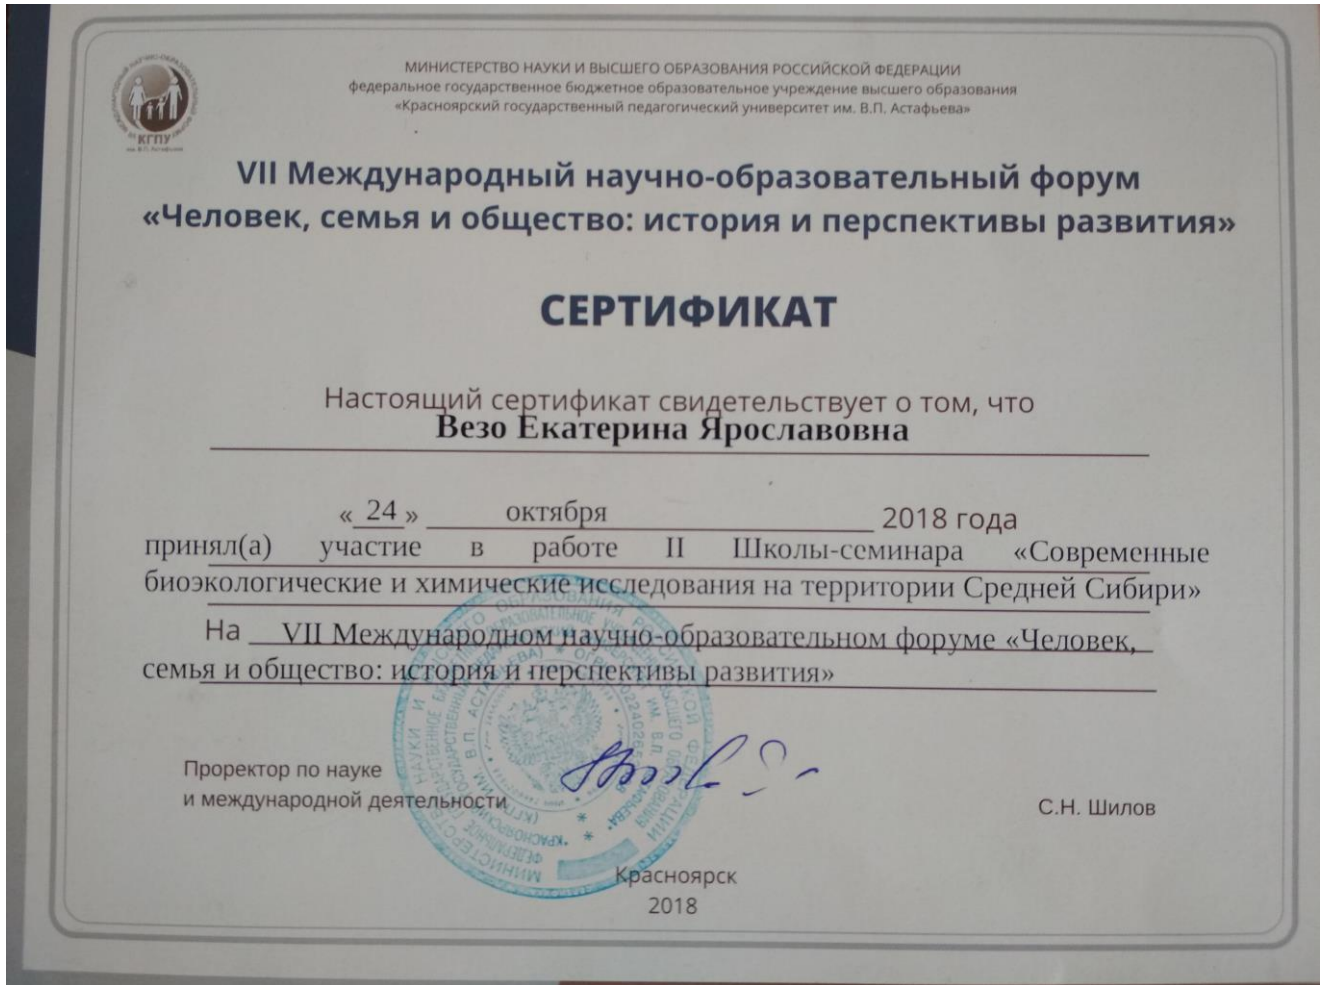 МИНИСТЕРСТВО НАУКИ И ВЫСШЕГО ОБРАЗОВАНИЯ РОССИЙСКОЙ ФЕДЕРАЦИИ
федеральное государственное бюджетное образовательное учреждение высшего образования
«Красноярский государственный педагогический университет им. В.П. Астафьева»
КГПУ
им. В.П. Астафьева
VII Международный научно-образовательный форум
«Человек, семья и общество: история и перспективы развития»
СЕРТИФИКАТ
Настоящий сертификат свидетельствует о том, что
Везо Екатерина Ярославовна
«24» октября 2018 года
принял(а) участие в работе II Школы-семинара «Современные
биоэкологические и химические исследования на территории Средней Сибири»
На VII Международном научно-образовательном форуме «Человек,
семья и общество: история и перспективы развития»
Проректор по науке
и международной деятельности
С.Н. Шилов
Красноярск
2018